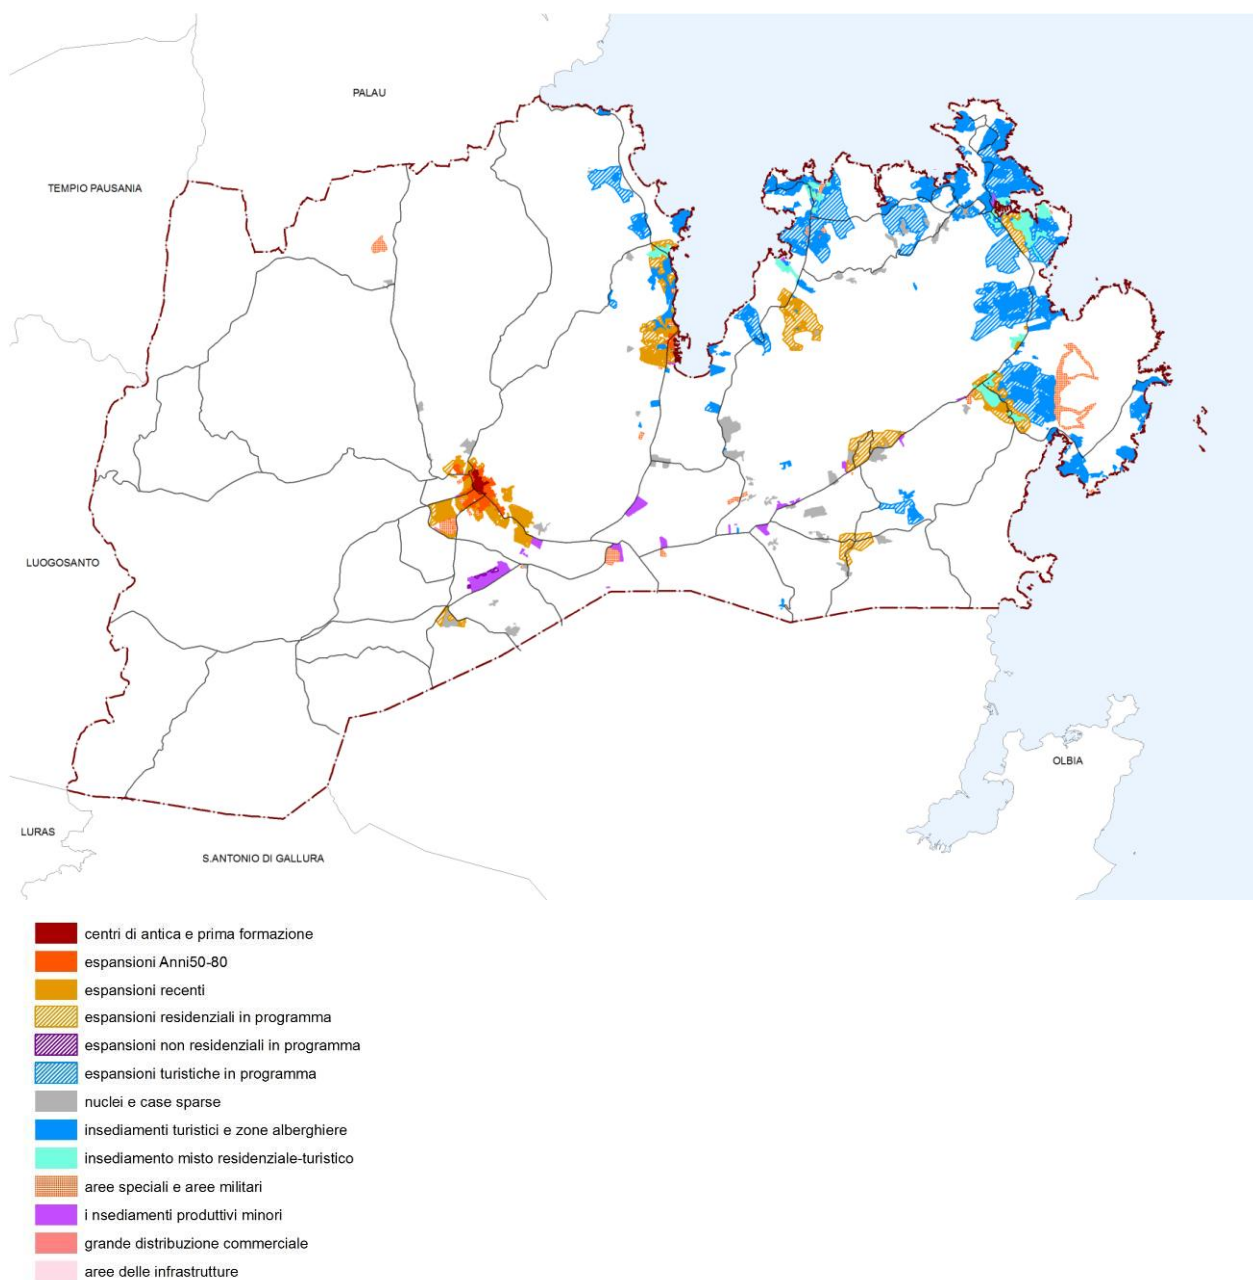 PALAU
TEMPIO PAUSANIA
LUOGOSANTO
OLBIA
LURAS
S.ANTONIO DI GALLURA
centri di antica e prima formazione
espansioni Anni50-80
espansioni recenti
espansioni residenziali in programma
espansioni non residenziali in programma
espansioni turistiche in programma
nuclei e case sparse
insediamenti turistici e zone alberghiere
insediamento misto residenziale-turistico
aree speciali e aree militari
i nsediamenti produttivi minori
grande distribuzione commerciale
aree delle infrastrutture